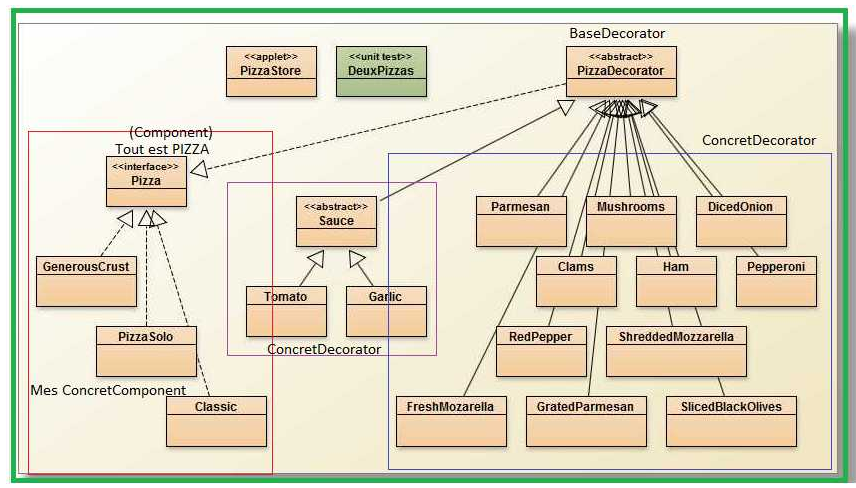 BaseDecorator
<<applet>>
PizzaStore
<<unit test>>
DeuxPizzas
<<abstract>>
PizzaDecorator
(Component)
Tout est PIZZA
ConcretDecorator
<<interface>>
Pizza
<<abstract>>
Sauce
Parmesan
Mushrooms
DicedOnion
GenerousCrust
Clams
Ham
Pepperoni
Tomato
Garlic
PizzaSolo
ConcretDecorator
RedPepper
ShreddedMozzarella
Mes ConcretComponent
Classic
FreshMozarella
GratedParmesan
SlicedBlackOlives